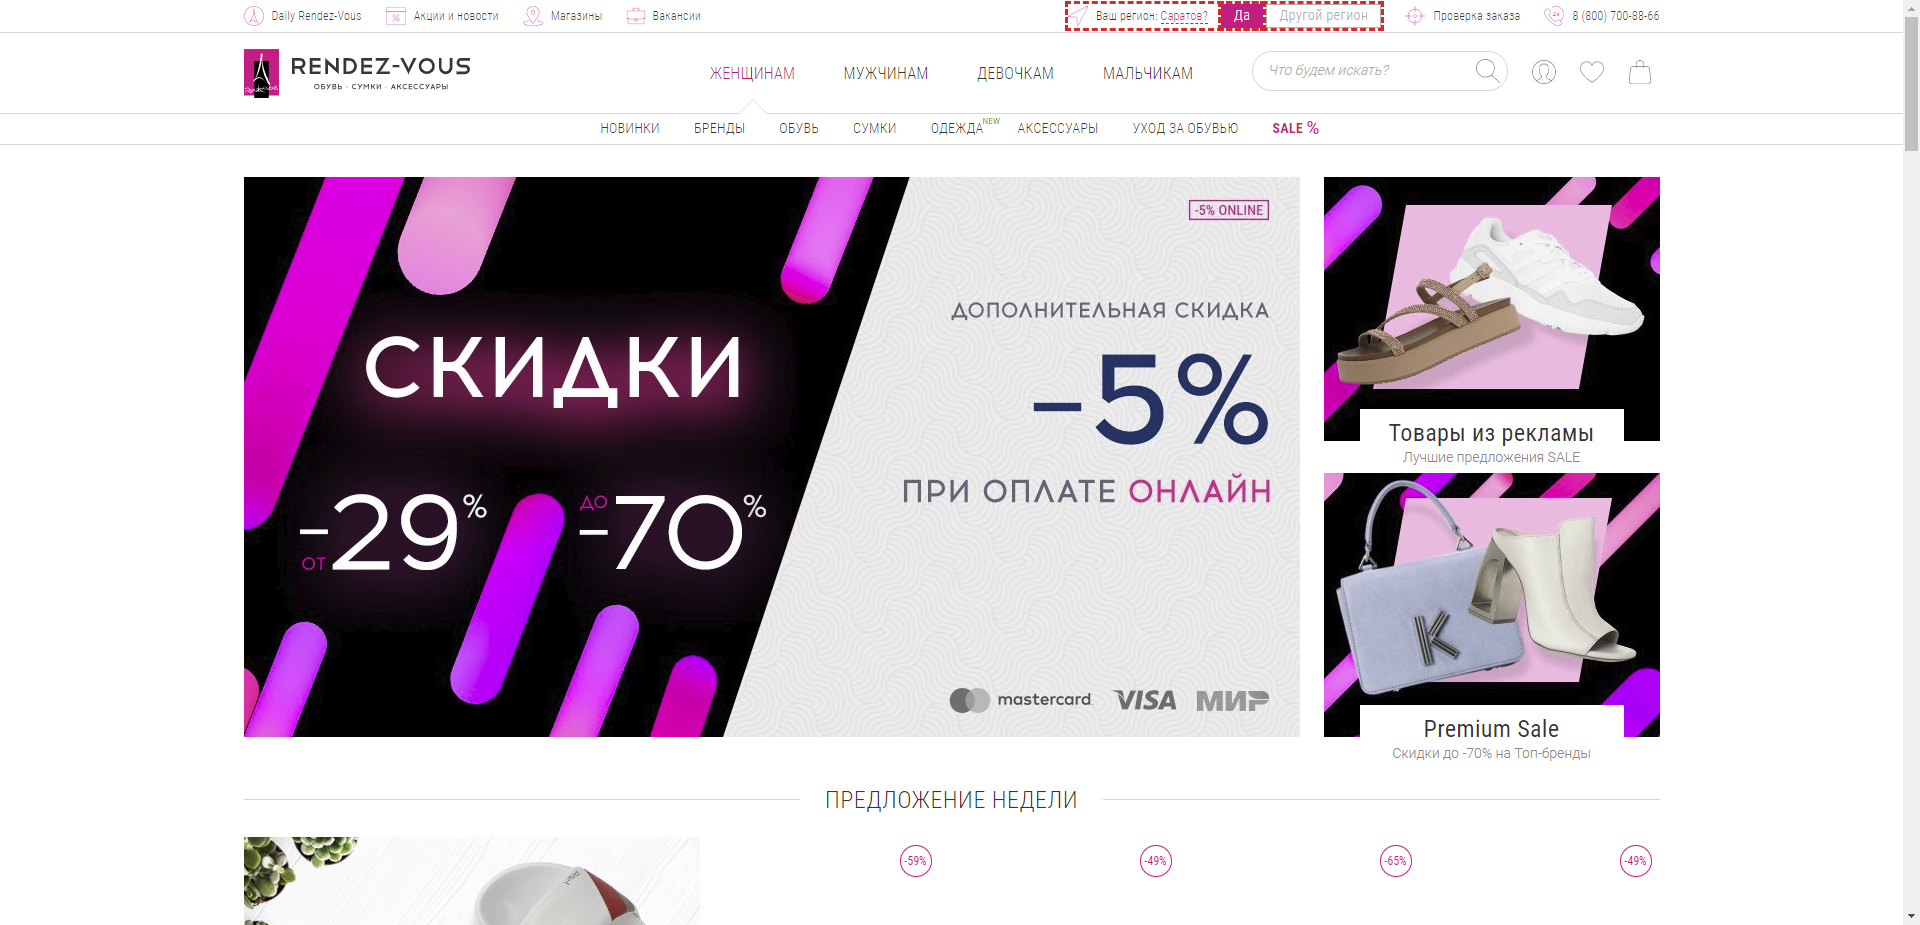 Daily Rendez-Vous
Акции и новости
Магазины
Вакансии
Ваш регион: Саратов?
Да
Другой регион
Проверка заказа
8 (800) 700-88-66
RENDEZ-VOUS
ОБУВЬ · СУМКИ · АКСЕССУАРЫ
ЖЕНЩИНАМ
МУЖЧИНАМ
ДЕВОЧКАМ
МАЛЬЧИКАМ
Что будем искать?
НОВИНКИ
БРЕНДЫ
ОБУВЬ
СУМКИ
ОДЕЖДА NEW
АКСЕССУАРЫ
УХОД ЗА ОБУВЬЮ
SALE %
СКИДКИ
ОТ -29%
ДО -70%
-5% ONLINE
ДОПОЛНИТЕЛЬНАЯ СКИДКА
-5%
ПРИ ОПЛАТЕ ОНЛАЙН
mastercard.
VISA
МИР
Товары из рекламы
Лучшие предложения SALE
K
Premium Sale
Скидки до -70% на Топ-бренды
ПРЕДЛОЖЕНИЕ НЕДЕЛИ
-59%
-49%
-65%
-49%